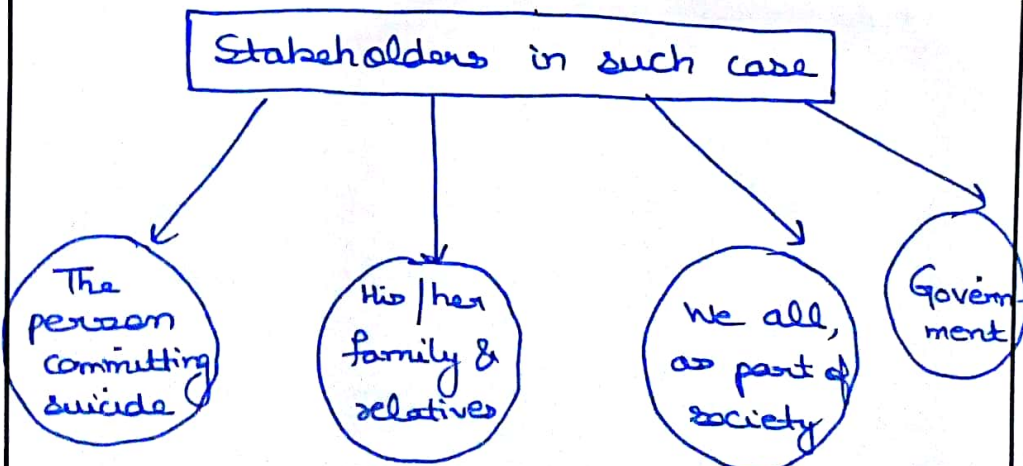 Stakeholders in such case
The
person
committing
suicide
His/her
family &
relatives
We all,
as part of
society
Govern-
ment